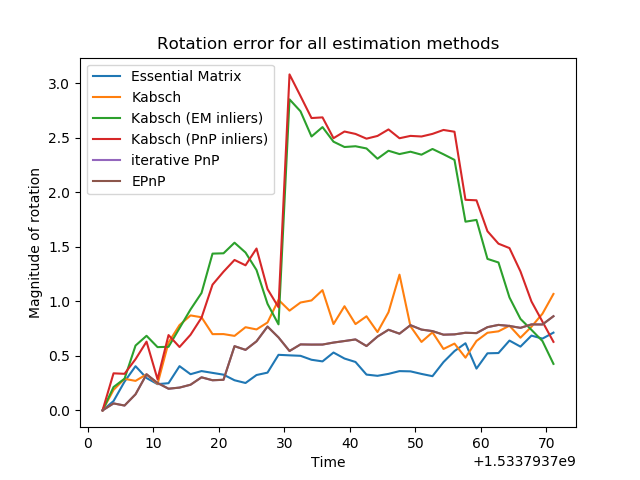 Rotation error for all estimation methods
Essential Matrix
Kabsch
Kabsch (EM inliers)
Kabsch (PnP inliers)
iterative PnP
EPnP
Magnitude of rotation
3.0
2.5
2.0
1.5
1.0
0.5
0.0
0 10 20 30 40 50 60 70
Time
+1.5337937e9